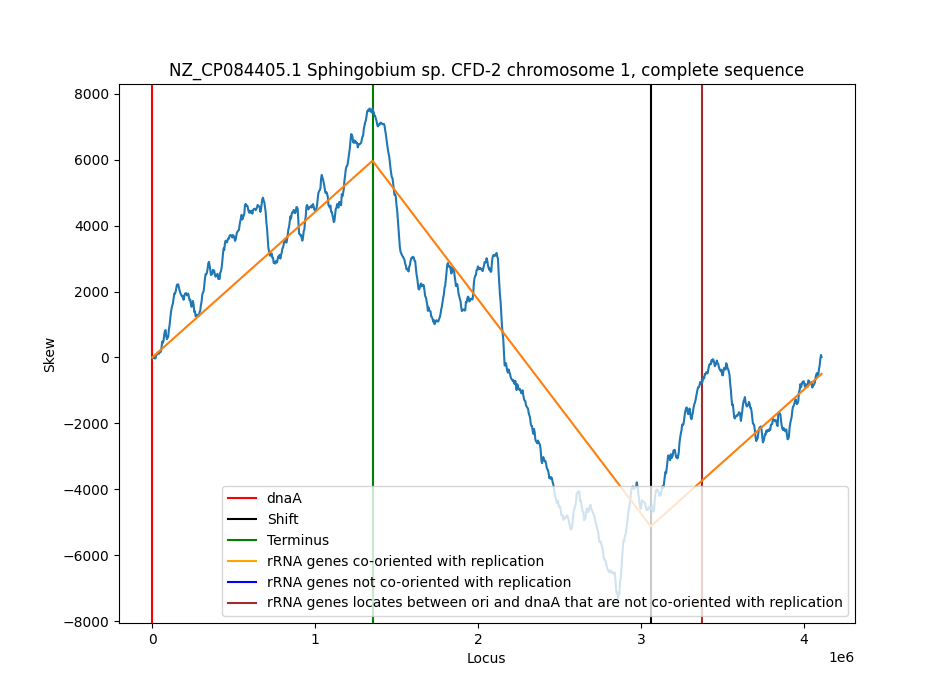 NZ_CP084405.1 Sphingobium sp. CFD-2 chromosome 1, complete sequence
8000
6000
4000
2000
0
−2000
−4000
−6000
−8000
Skew
dnaA
Shift
Terminus
rRNA genes co-oriented with replication
rRNA genes not co-oriented with replication
rRNA genes locates between ori and dnaA that are not co-oriented with replication
0 1 2 3 4
1e6
Locus